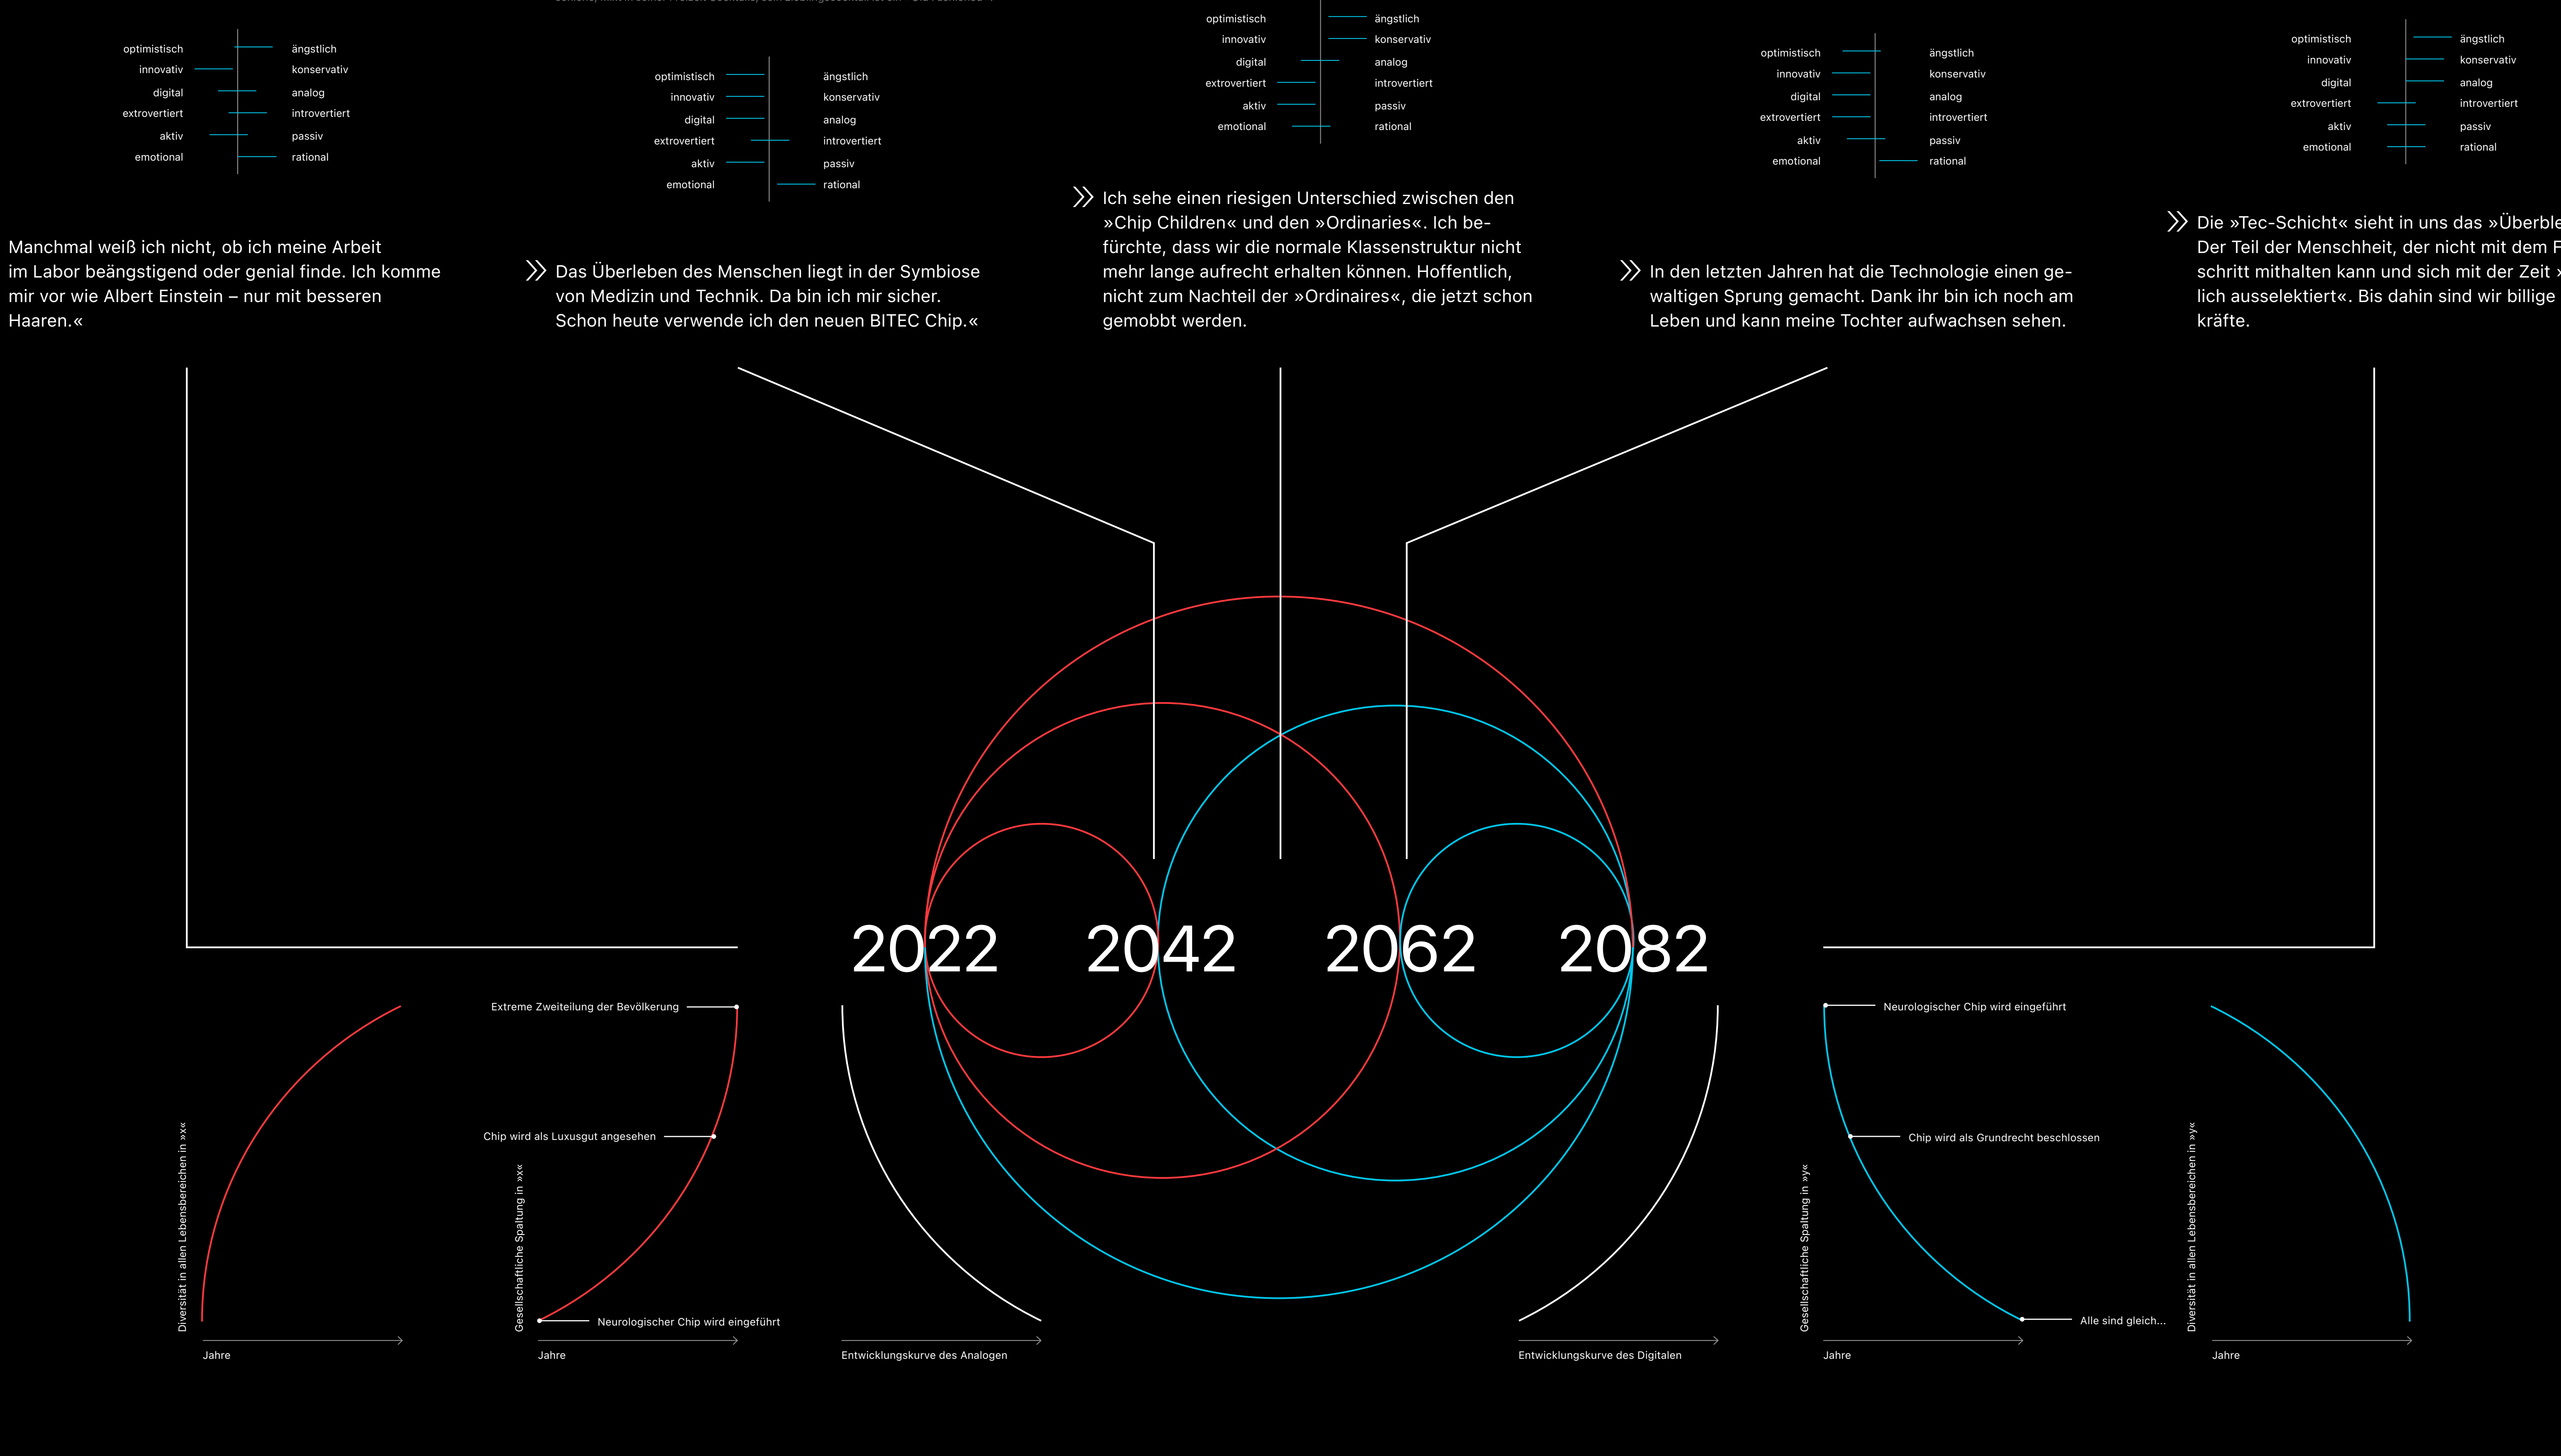 optimistisch ängstlich
innovativ konservativ
digital analog
extrovertiert introvertiert
aktiv passiv
emotional rational
Manchmal weiß ich nicht, ob ich meine Arbeit
im Labor beängstigend oder genial finde. Ich komme
mir vor wie Albert Einstein – nur mit besseren
Haaren.«
optimistisch ängstlich
innovativ konservativ
digital analog
extrovertiert introvertiert
aktiv passiv
emotional rational
» Das Überleben des Menschen liegt in der Symbiose
von Medizin und Technik. Da bin ich mir sicher.
Schon heute verwende ich den neuen BITEC Chip.«
optimistisch ängstlich
innovativ konservativ
digital analog
extrovertiert introvertiert
aktiv passiv
emotional rational
» Ich sehe einen riesigen Unterschied zwischen den
»Chip Children« und den »Ordinaries«. Ich be-
fürchte, dass wir die normale Klassenstruktur nicht
mehr lange aufrecht erhalten können. Hoffentlich,
nicht zum Nachteil der »Ordinaires«, die jetzt schon
gemobbt werden.
optimistisch ängstlich
innovativ konservativ
digital analog
extrovertiert introvertiert
aktiv passiv
emotional rational
» In den letzten Jahren hat die Technologie einen ge-
waltigen Sprung gemacht. Dank ihr bin ich noch am
Leben und kann meine Tochter aufwachsen sehen.
optimistisch ängstlich
innovativ konservativ
digital analog
extrovertiert introvertiert
aktiv passiv
emotional rational
» Die »Tec-Schicht« sieht in uns das
Der Teil der Menschheit, der nicht mit dem
schritt mithalten kann und sich mit der Zeit
lich ausselektiert«. Bis dahin sind wir billige
kräfte.
2022 2042 2062 2082
Diversität in allen Lebensbereichen in »x«
Jahre
Extreme Zweiteilung der Bevölkerung
Chip wird als Luxusgut angesehen
Gesellschaftliche Spaltung in »x«
Neurologischer Chip wird eingeführt
Jahre
Entwicklungskurve des Analogen
Entwicklungskurve des Digitalen
Neurologischer Chip wird eingeführt
Chip wird als Grundrecht beschlossen
Gesellschaftliche Spaltung in »y«
Alle sind gleich...
Jahre
Diversität in allen Lebensbereichen in »y«
Jahre